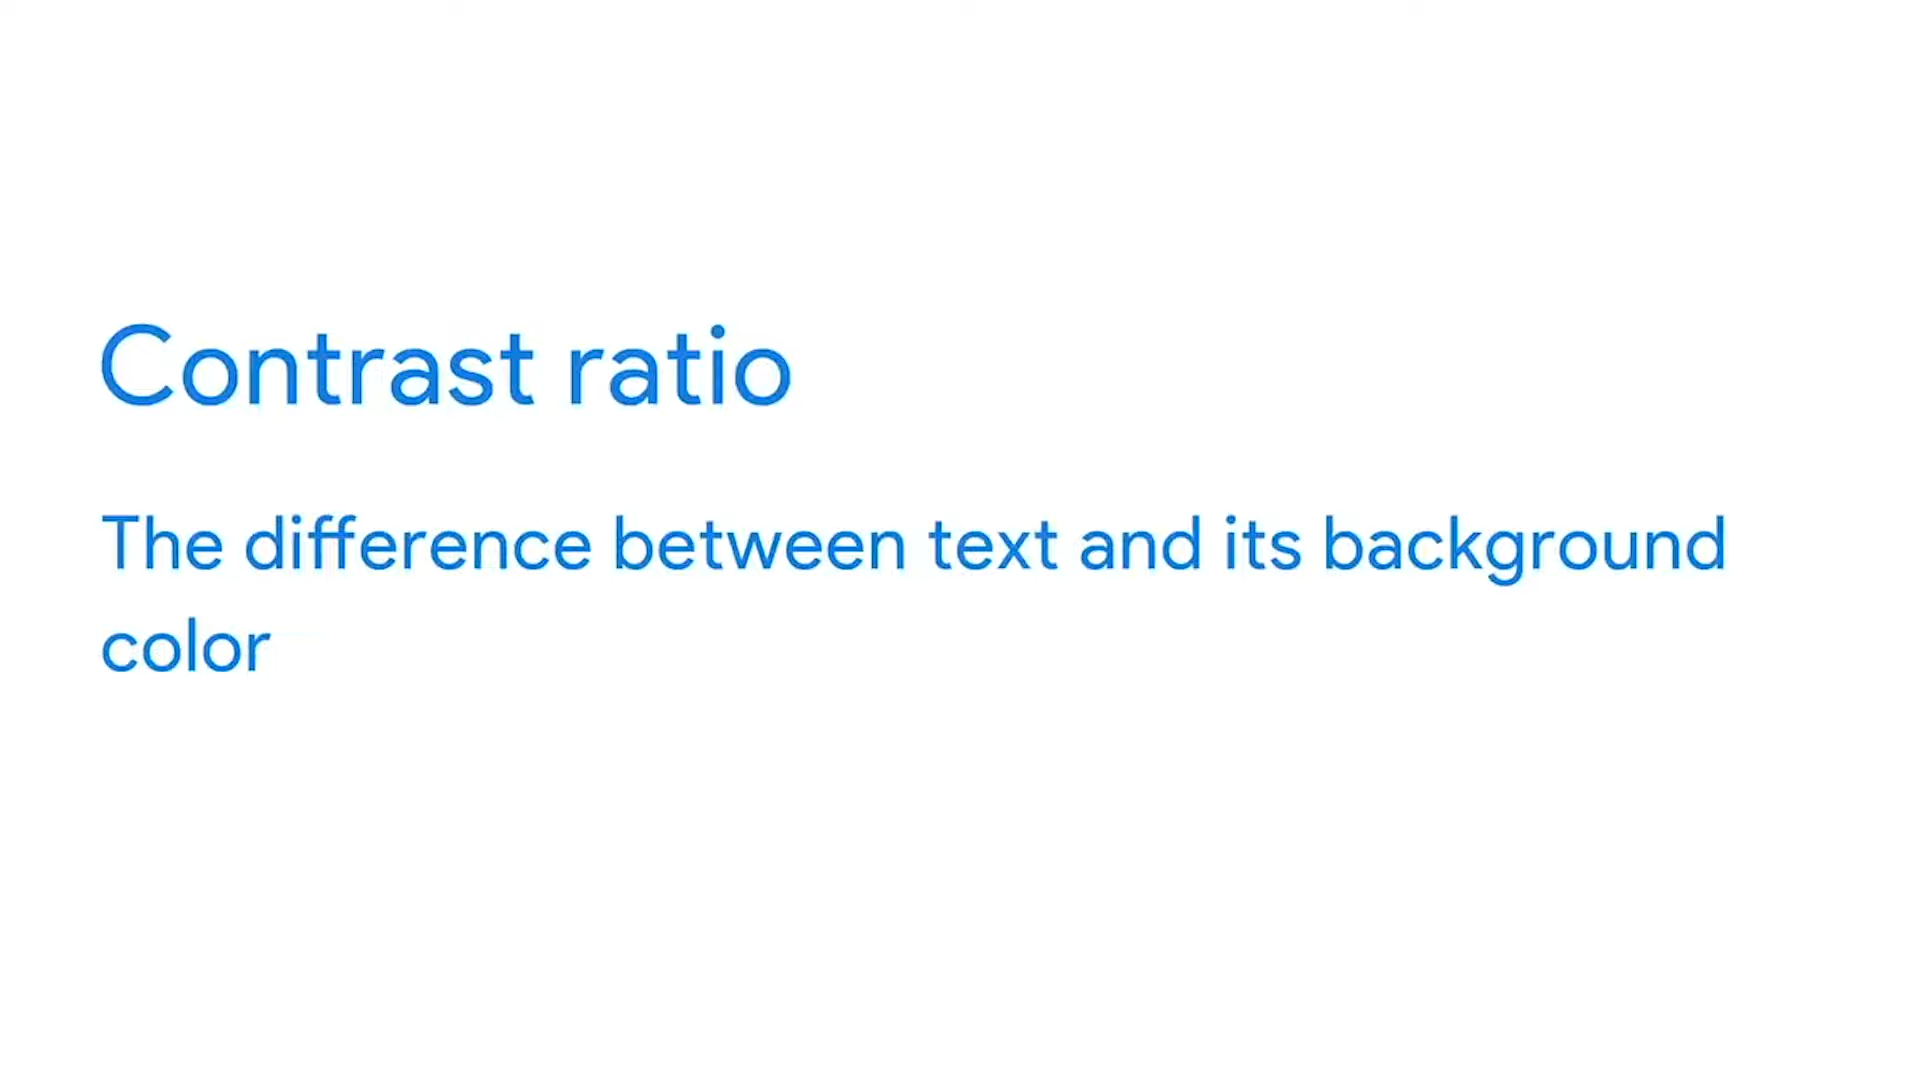 Contrast ratio
The difference between text and its background
color